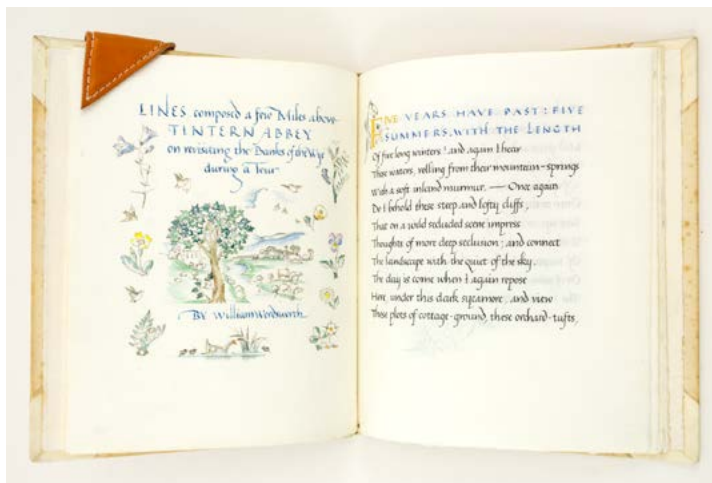 LINES composed a few Miles above
TINTERN ABBEY
on revisiting the Banks of the Wye
during a Tour
BY William Wordsworth
FIVE YEARS HAVE PAST; FIVE
SUMMERS, WITH THE LENGTH
Of five long winters! and again I hear
These waters, rolling from their mountain-springs
With a soft inland murmur. — Once again
Do I behold these steep and lofty cliffs,
That on a wild secluded scene impress
Thoughts of more deep seclusion; and connect
The landscape with the quiet of the sky.
The day is come when I again repose
Here, under this dark sycamore, and view
These plots of cottage-ground, these orchard-tufts,